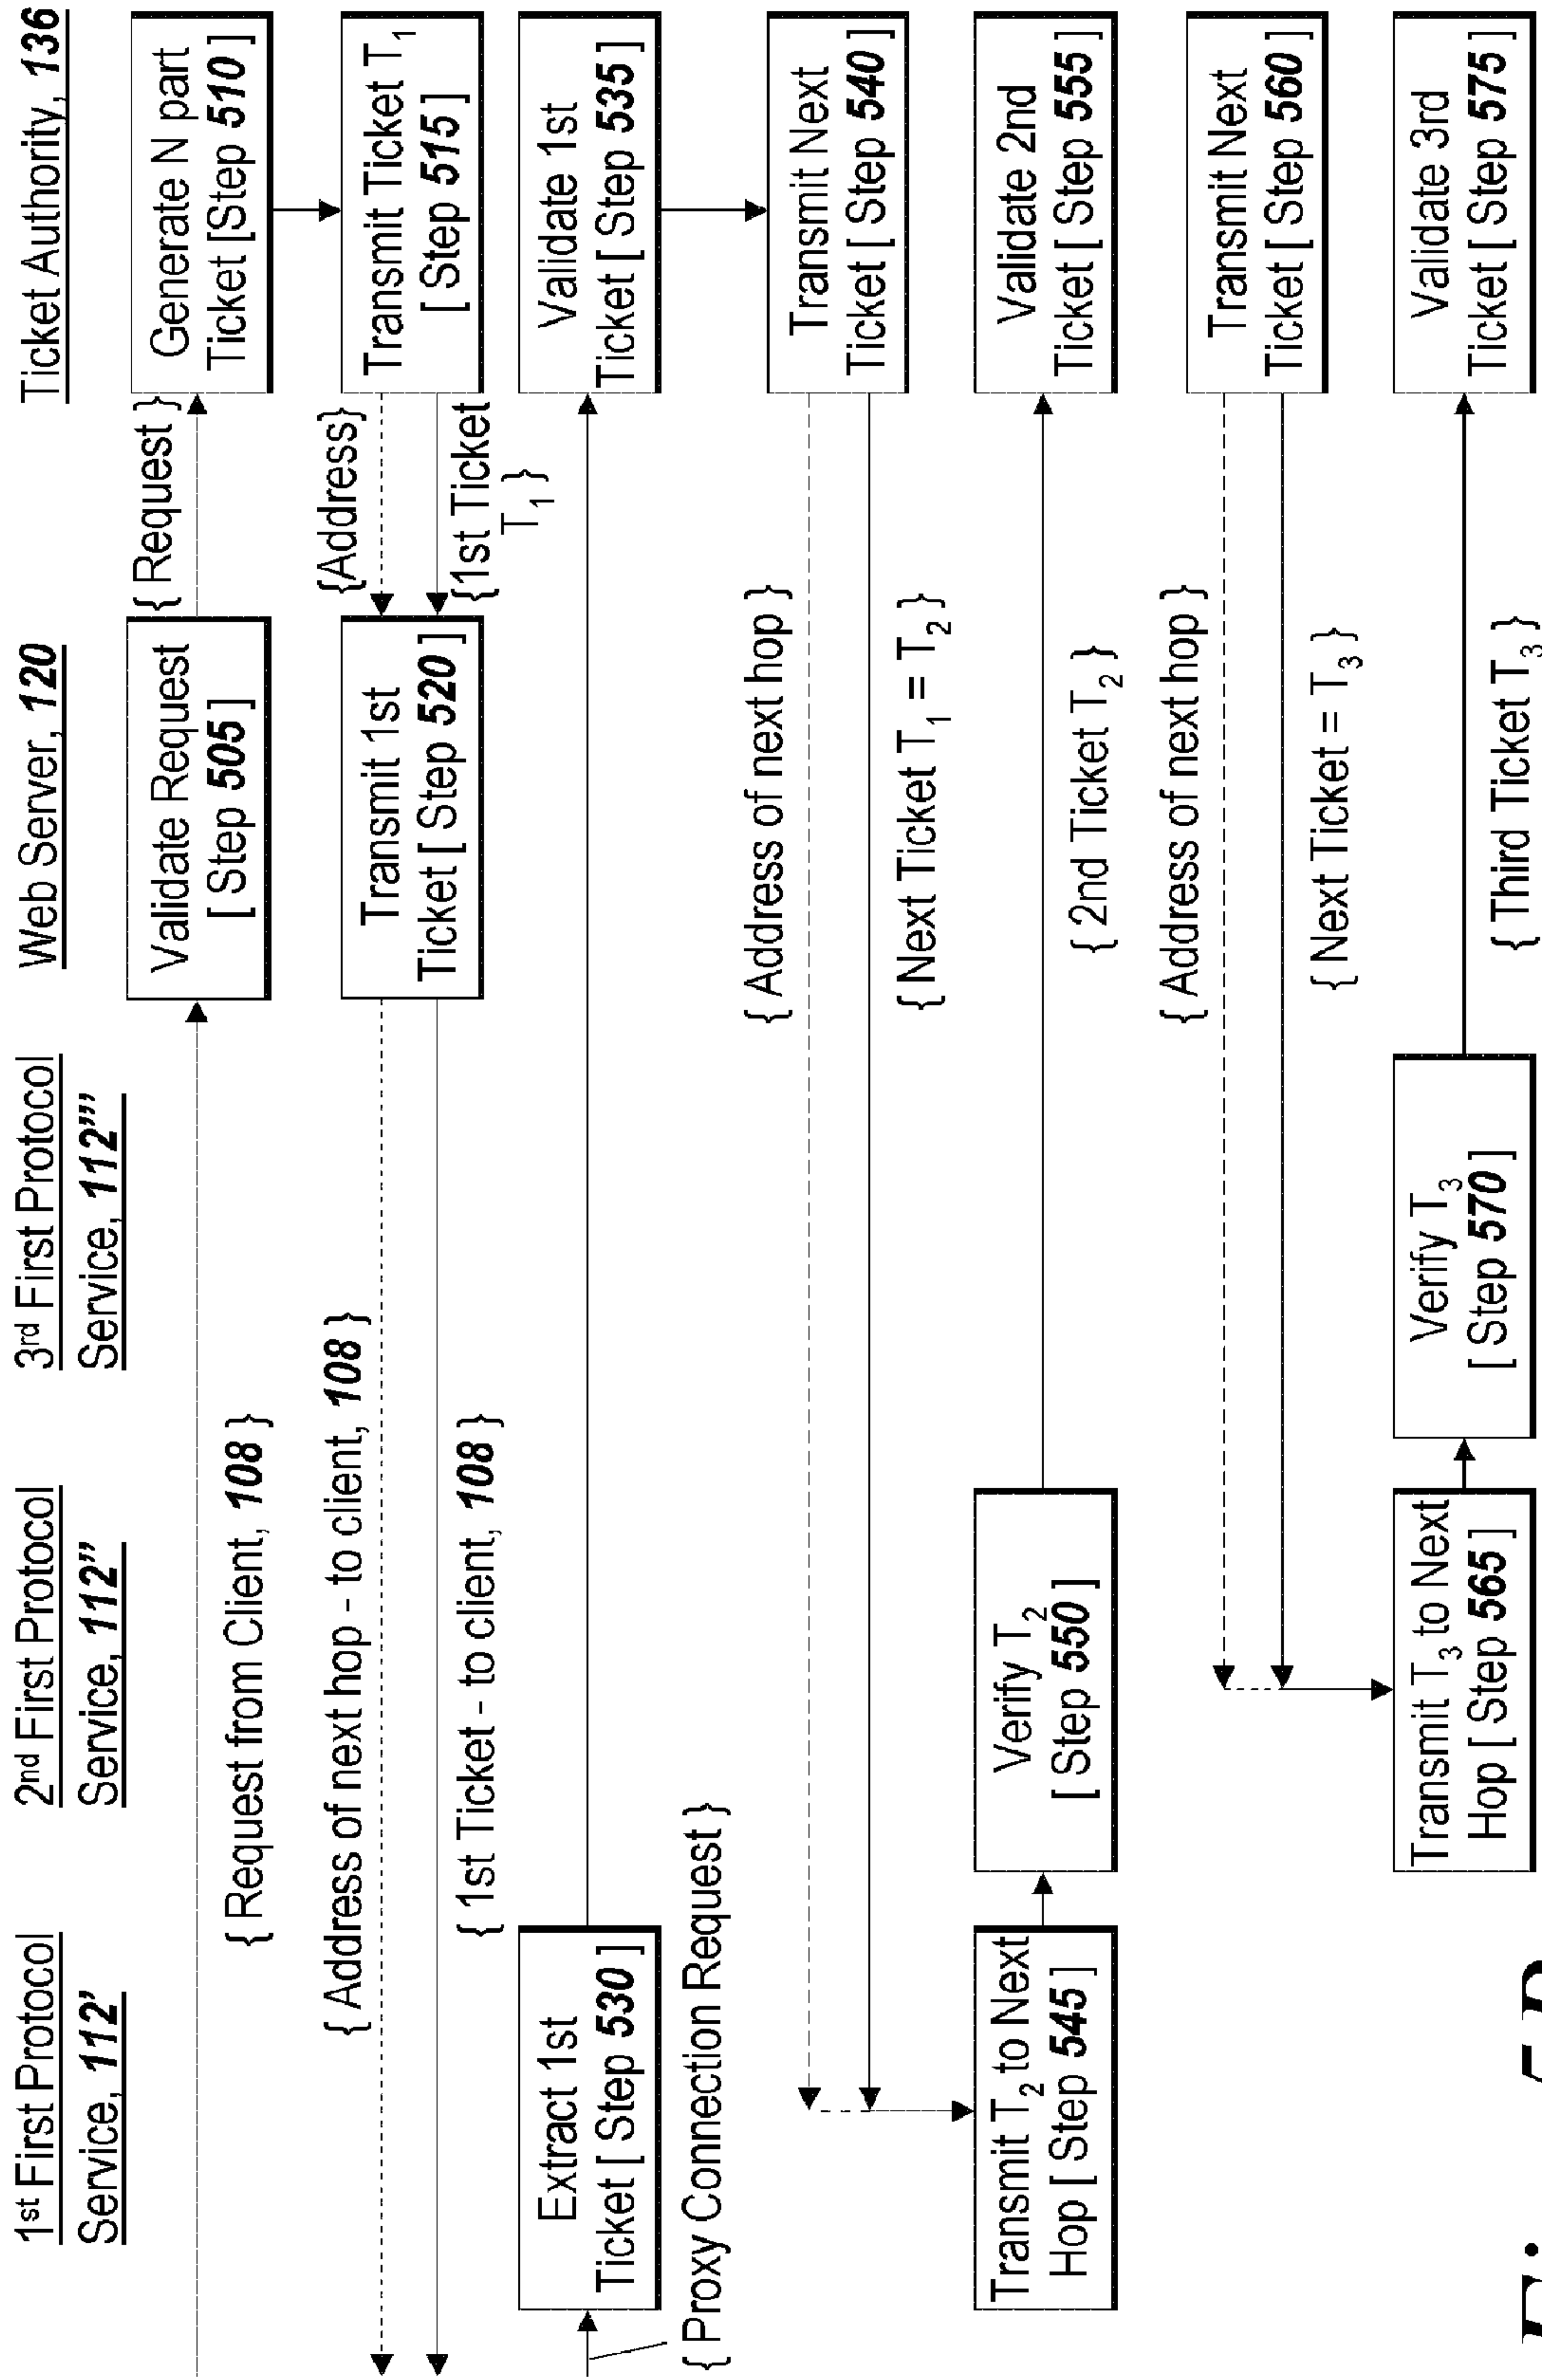 1st First Protocol
Service, 112'
2nd First Protocol
Service, 112"
3rd First Protocol
Service, 112"'
Web Server, 120
Ticket Authority, 136
Validate Request
[ Step 505 ]
{ Request }
Generate N part
Ticket [Step 510 ]
{ Request from Client, 108 }
{ Address of next hop - to client, 108 }
Transmit 1st
Ticket [ Step 520 ]
{Address}
Transmit Ticket T1
[ Step 515 ]
{ 1st Ticket - to client, 108 }
{1st Ticket
T1 }
Extract 1st
Ticket [ Step 530 ]
Validate 1st
Ticket [ Step 535 ]
{ Proxy Connection Request }
{ Address of next hop }
Transmit Next
Ticket [ Step 540 ]
{ Next Ticket T1 = T2 }
Transmit T2 to Next
Hop [ Step 545 ]
Verify T2
[ Step 550 ]
Validate 2nd
Ticket [ Step 555 ]
{ 2nd Ticket T2 }
{ Address of next hop }
Transmit Next
Ticket [ Step 560 ]
{ Next Ticket = T3 }
Transmit T3 to Next
Hop [ Step 565 ]
Verify T3
[ Step 570 ]
Validate 3rd
Ticket [ Step 575 ]
{ Third Ticket T3 }